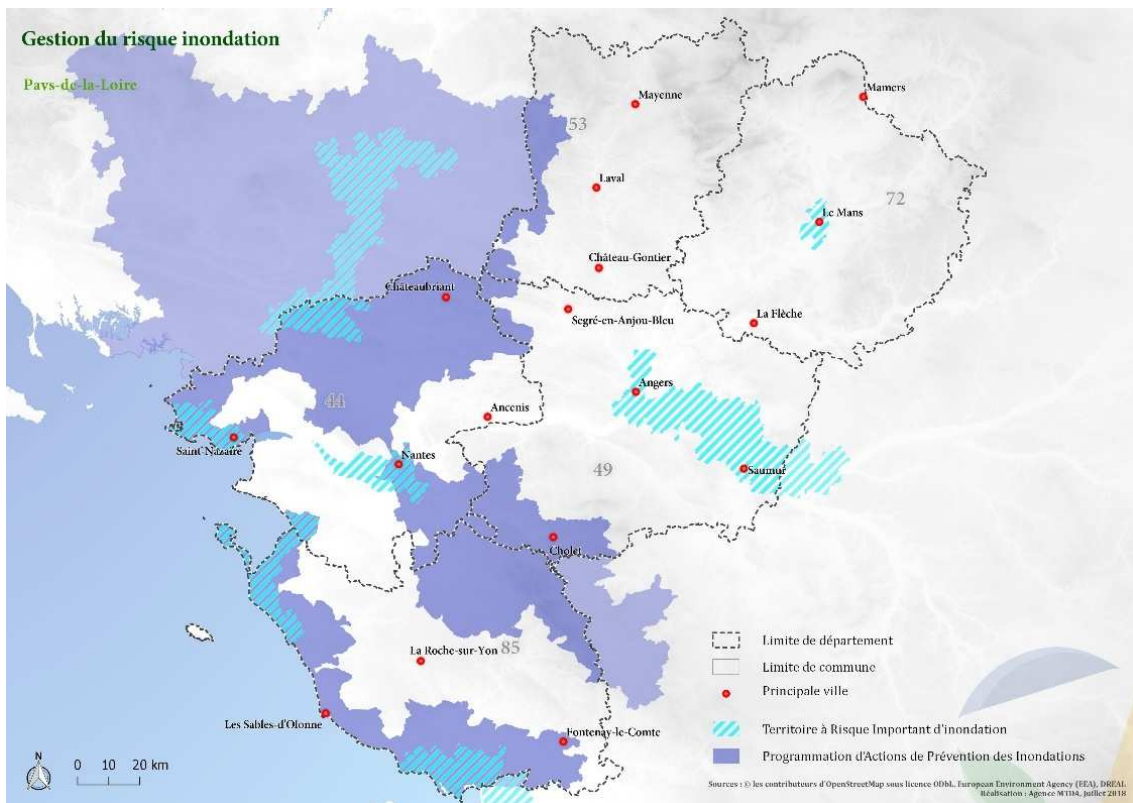 Gestion du risque inondation
Pays-de-la-Loire
Mayenne
Mamers
53
Laval
72
Le Mans
Château-Gontier
Châteaubriant
Segré-en-Anjou-Bleu
La Flèche
Angers
44
Ancenis
Saint-Nazaire
Nantes
49
Saumur
Cholet
La Roche-sur-Yon
85
Les Sables-d'Olonne
Fontenay-le-Comte
Limite de département
Limite de commune
Principale ville
Territoire à Risque Important d'inondation
Programmation d'Actions de Prévention des Inondations
N
0 10 20 km
Sources : © les contributeurs d'OpenStreetMap sous licence ODbL, European Environment Agency (EEA), DREAL
Réalisation : Agence MTDA, juillet 2018